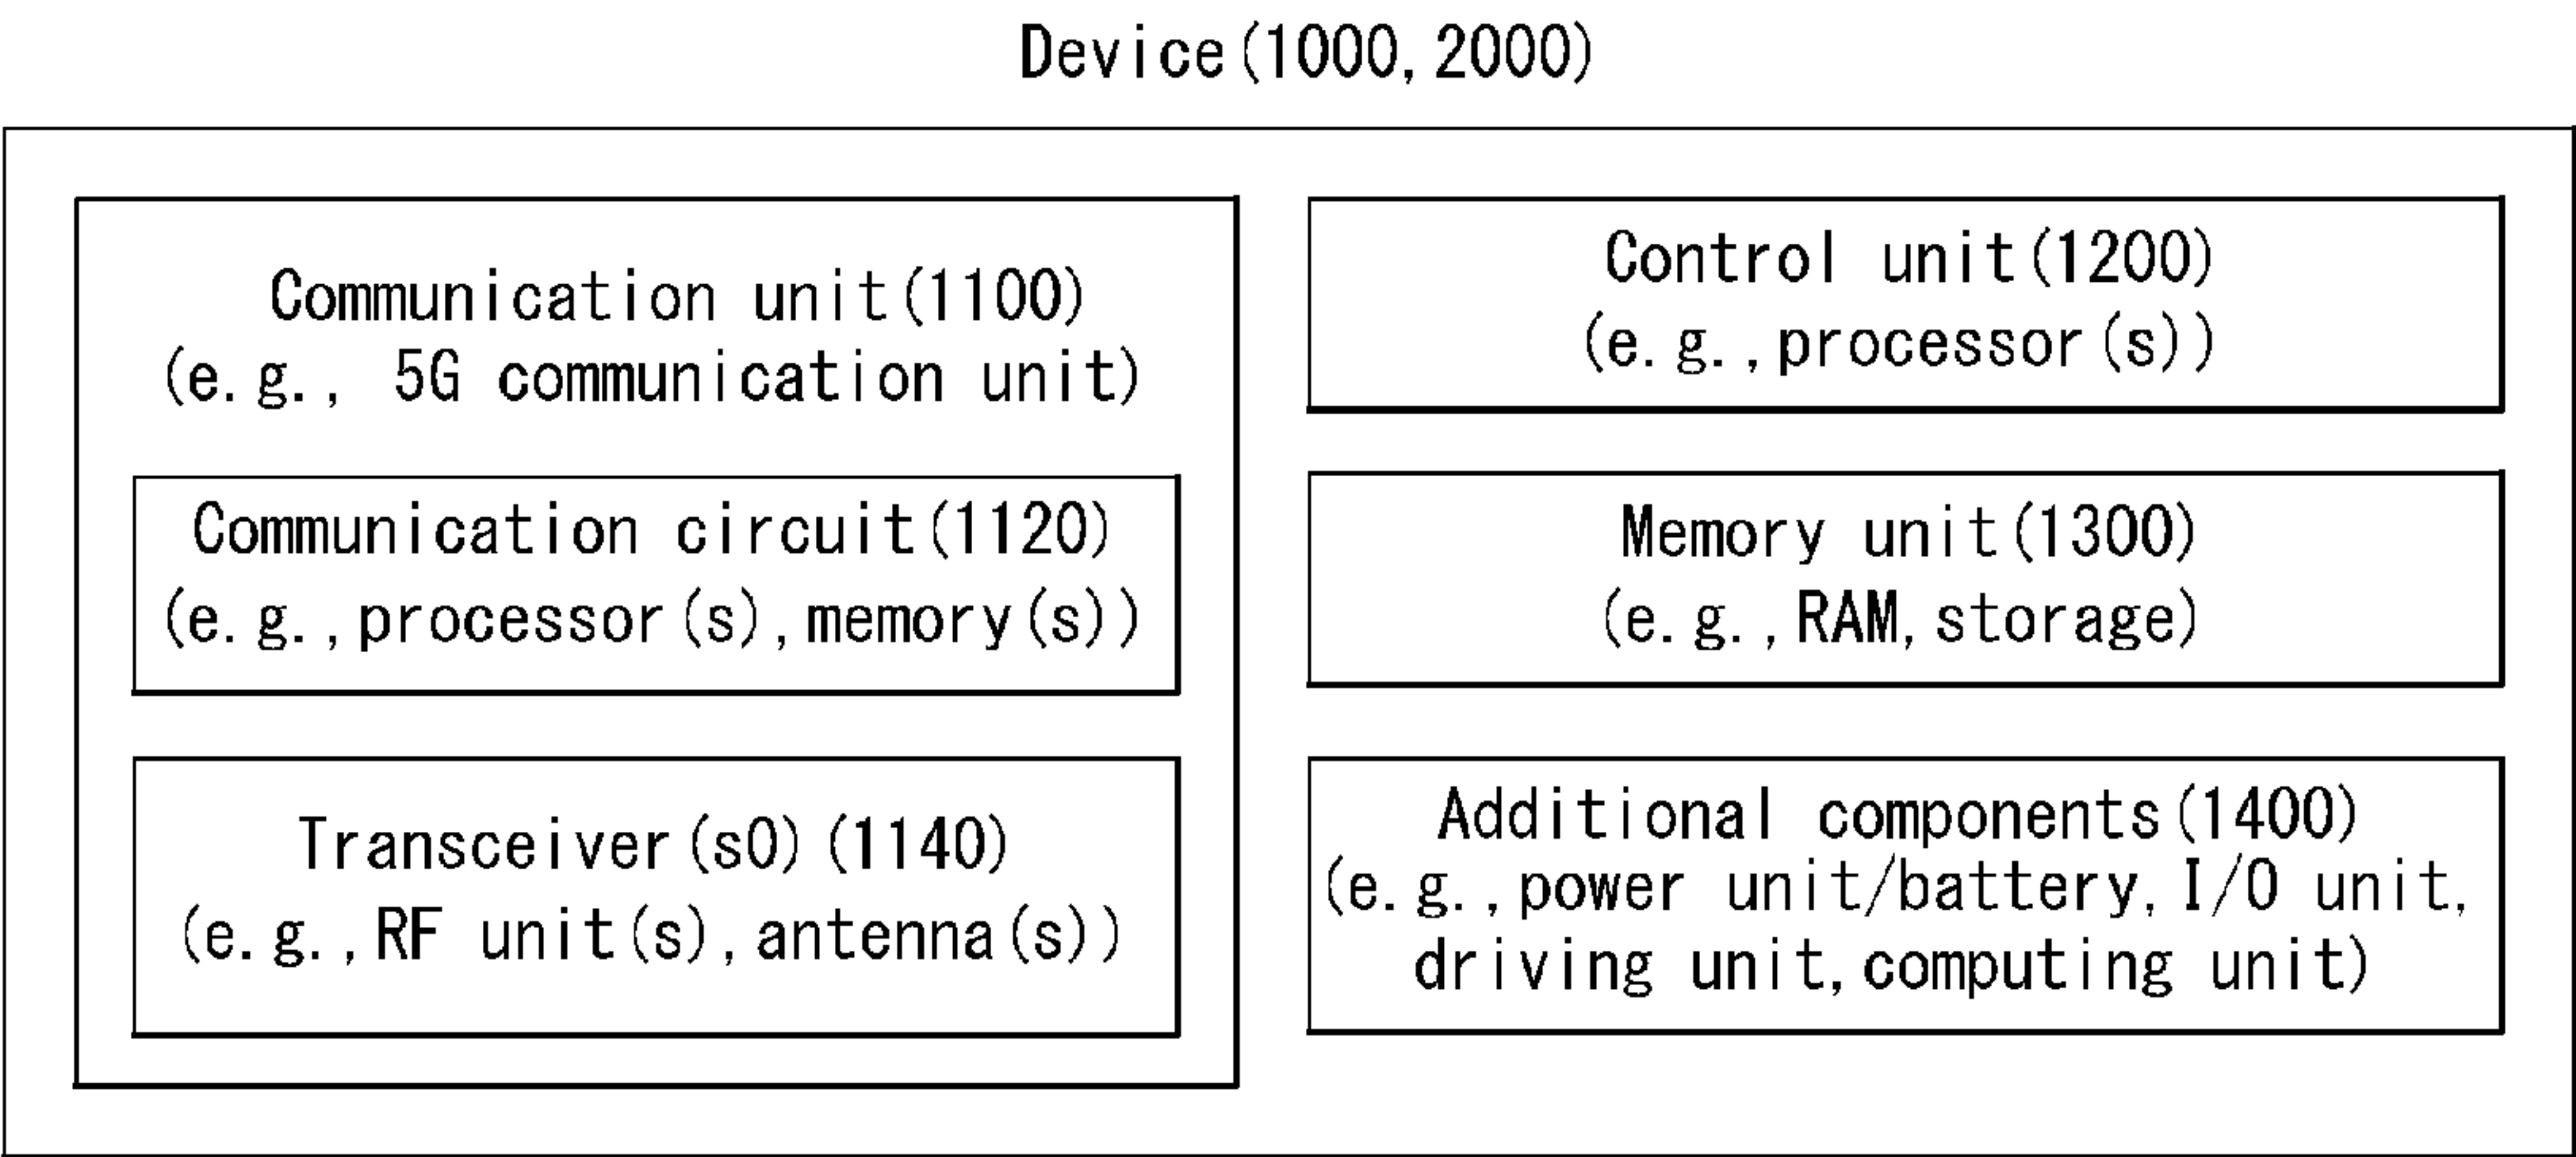 Device(1000,2000)
Communication unit(1100)
(e.g., 5G communication unit)
Communication circuit(1120)
(e.g.,processor(s),memory(s))
Transceiver(s0)(1140)
(e.g.,RF unit(s),antenna(s))
Control unit(1200)
(e.g.,processor(s))
Memory unit(1300)
(e.g.,RAM,storage)
Additional components(1400)
(e.g.,power unit/battery,I/O unit,
driving unit,computing unit)